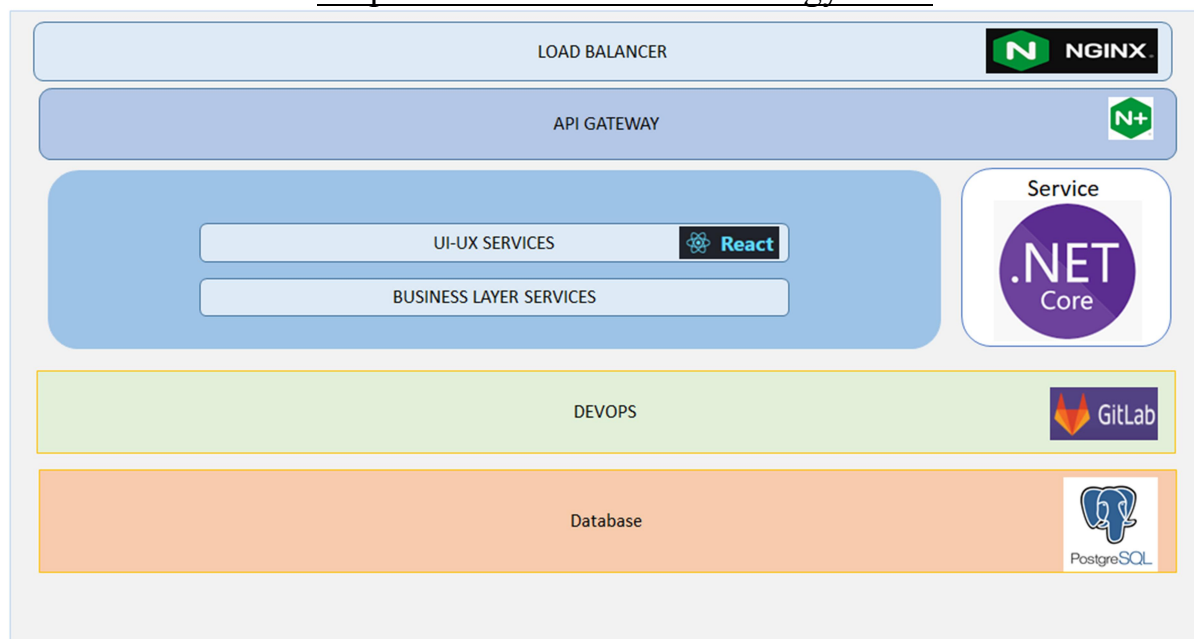 LOAD BALANCER
NGINX.
API GATEWAY
N+
UI-UX SERVICES
React
BUSINESS LAYER SERVICES
Service
.NET
Core
DEVOPS
GitLab
Database
PostgreSQL